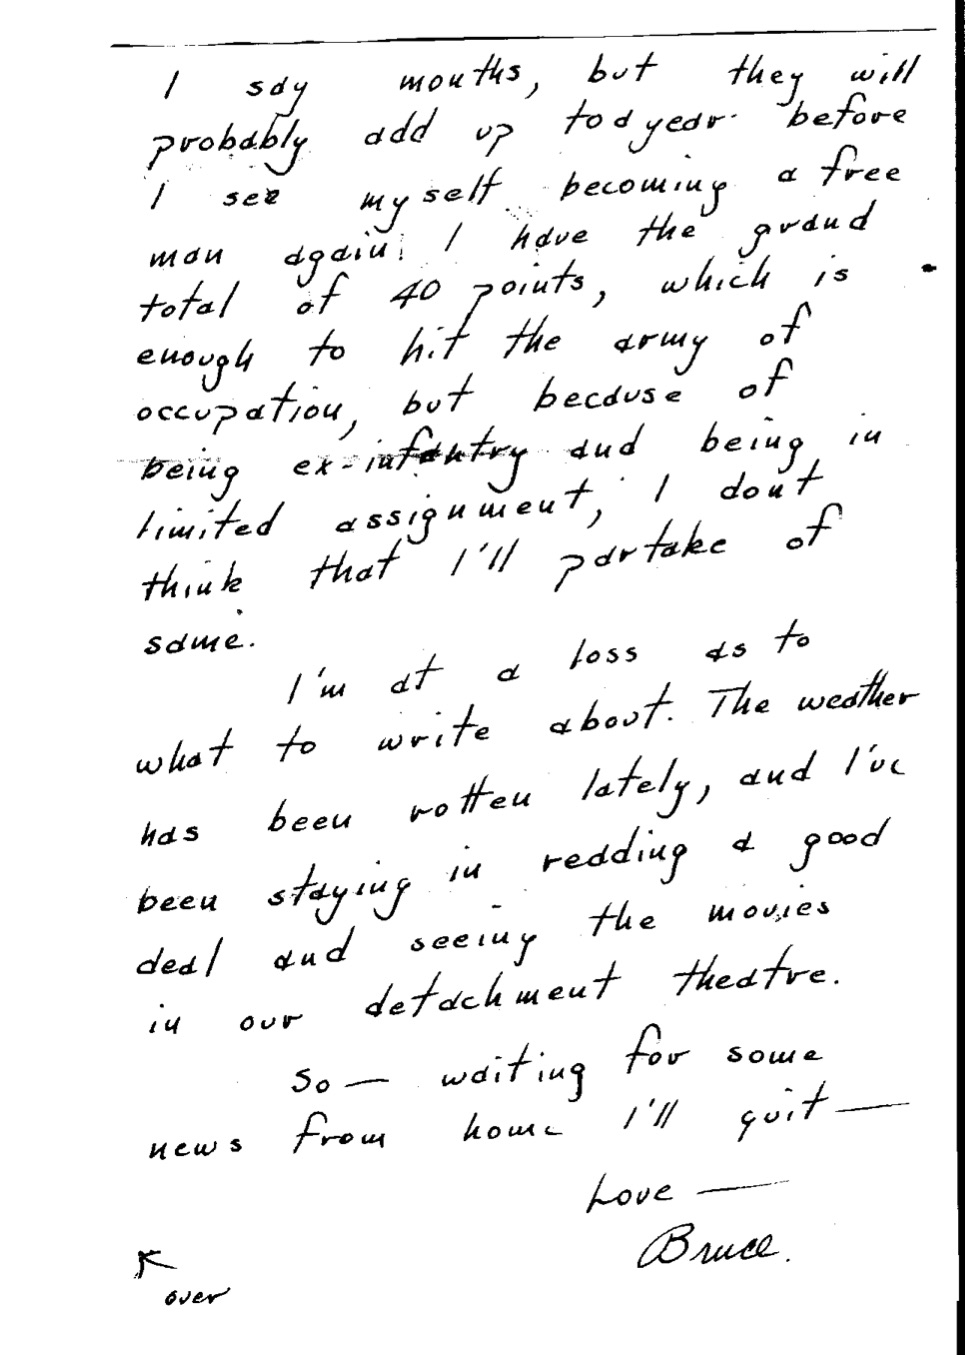 I say months, but they will
probably add up to a year before
I see myself becoming a free
man again. I have the grand
total of 40 points, which is
enough to hit the army of
occupation, but because of
being ex-infantry and being in
limited assignment, I dont
think that I'll partake of
same.
I'm at a loss as to
what to write about. The weather
has been rotten lately, and I've
been staying in reading a good
deal and seeing the movies
in our detachment theatre.
So — waiting for some
news from home I'll quit —
Love —
Bruce.
over